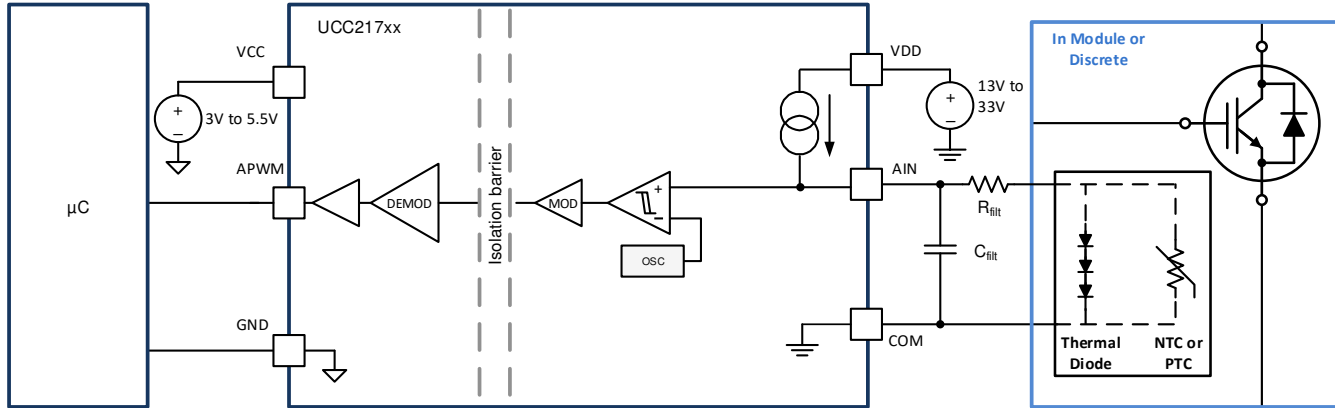 UCC217xx
In Module or
Discrete
VCC
VDD
3V to 5.5V
13V to
33V
APWM
AIN
µC
DEMOD
Isolation barrier
MOD
OSC
Rfilt
Cfilt
GND
COM
Thermal
Diode
NTC or
PTC